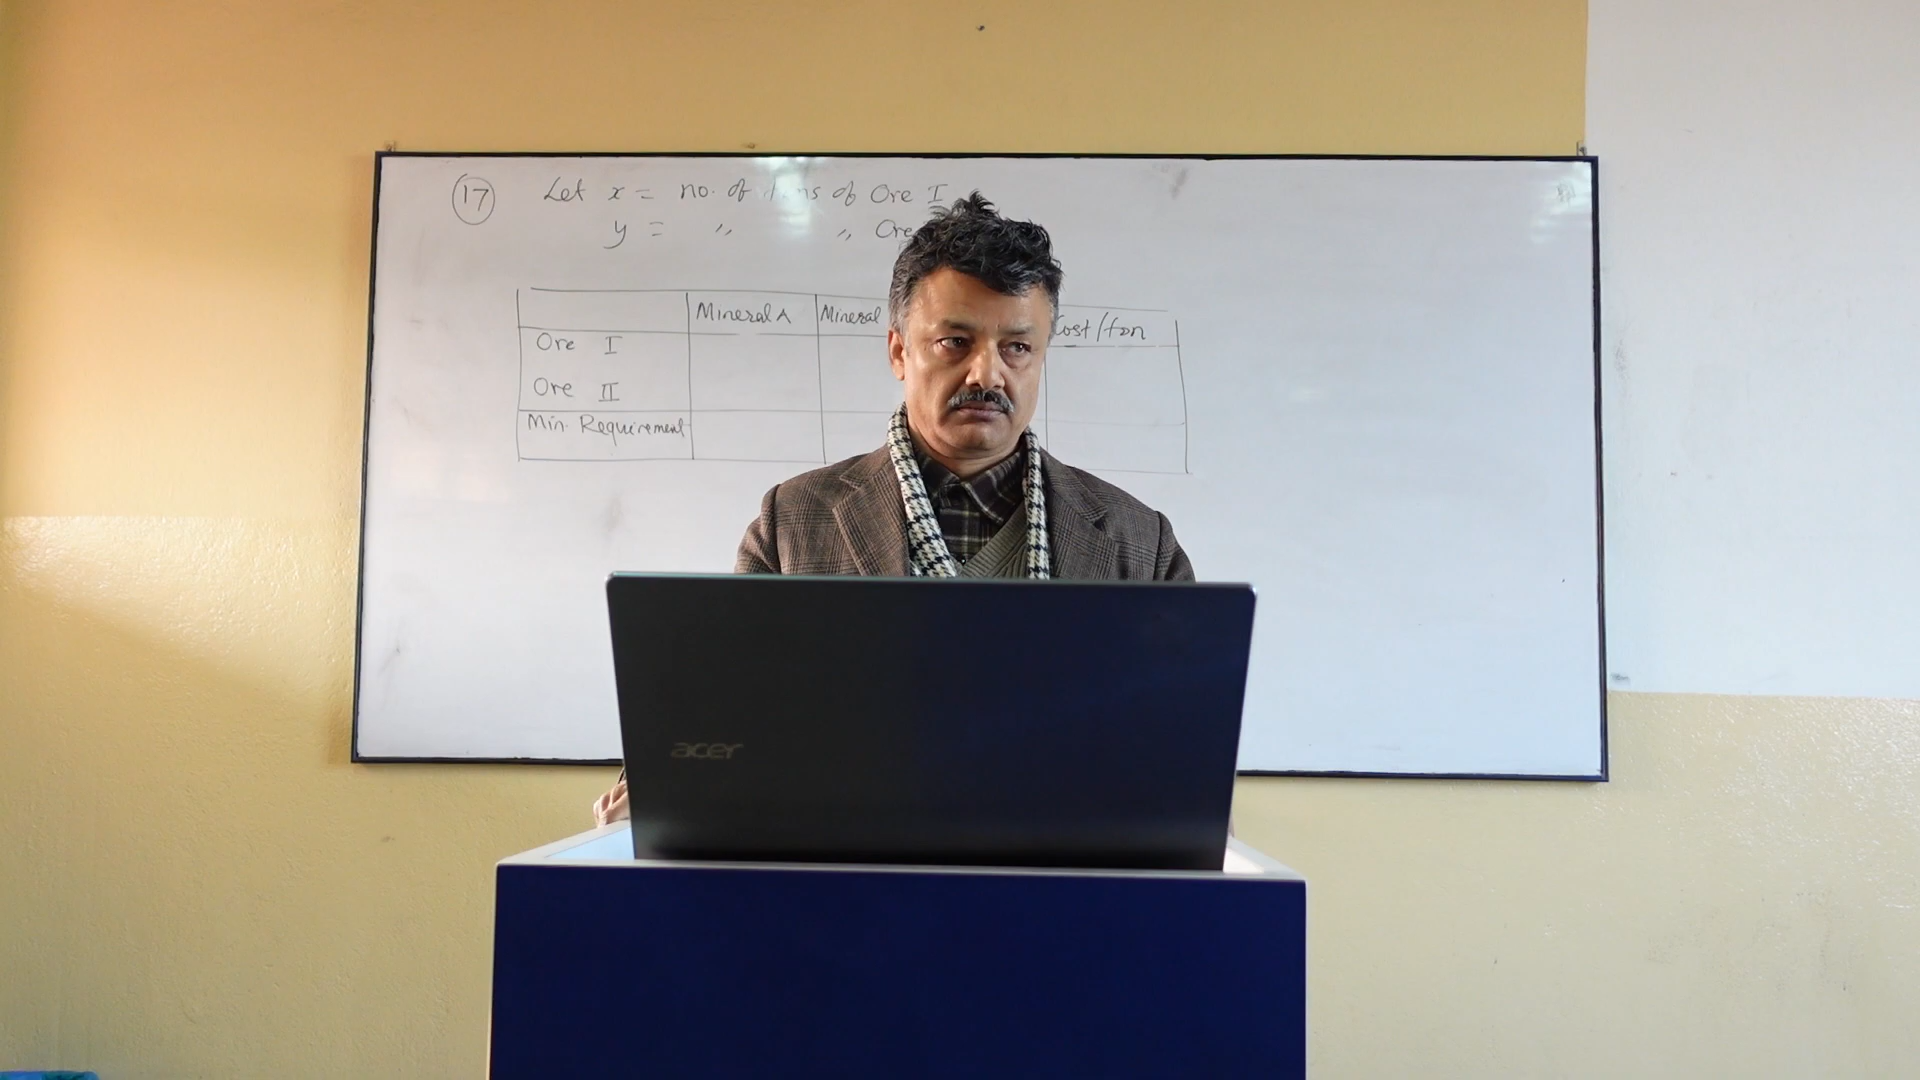 17 Let x = no. of tons of Ore I
y = " " Ore
Mineral A Mineral Cost/ton
Ore I
Ore II
Min. Requirement
acer